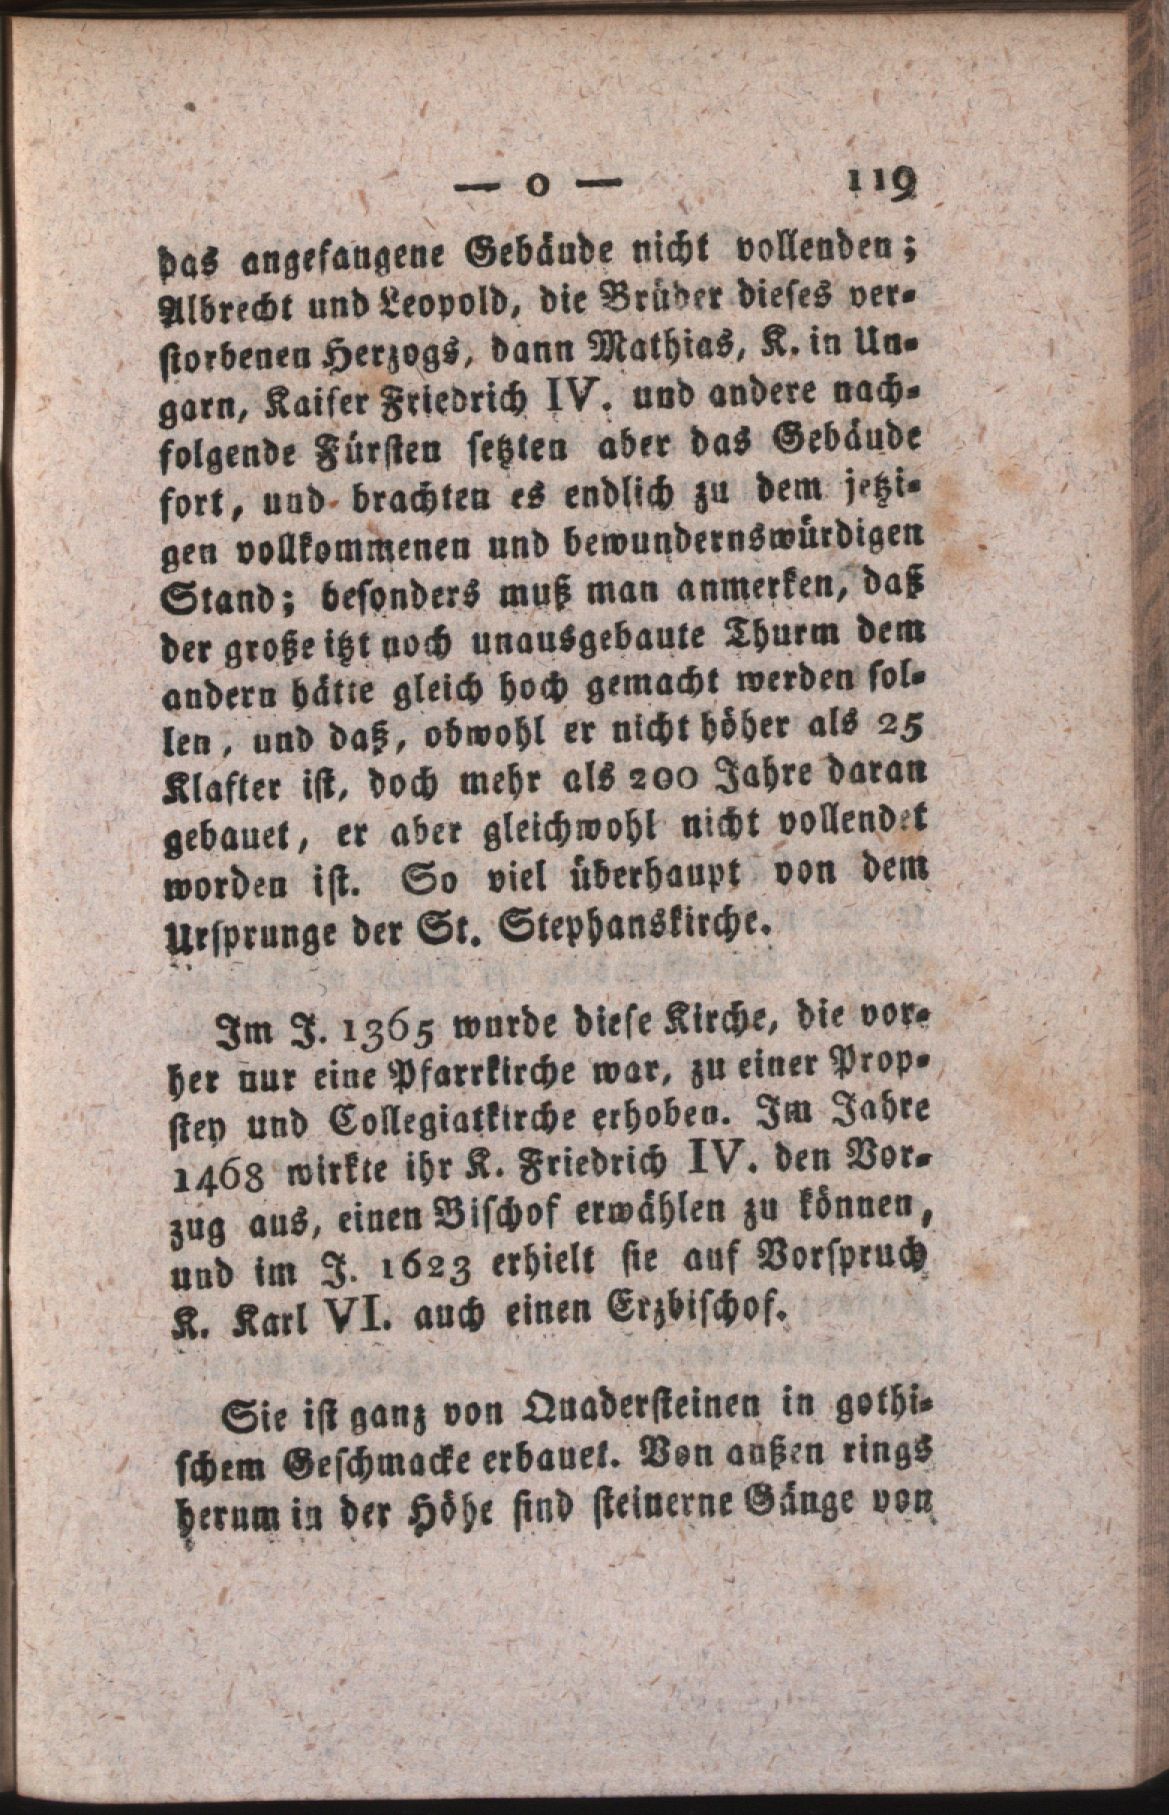 — 0 — 119
das angefangene Gebäude nicht vollenden;
Albrecht und Leopold, die Brüder dieses ver-
storbenen Herzogs, dann Mathias, K. in Un-
garn, Kaiser Friedrich IV. und andere nach-
folgende Fürsten setzten aber das Gebäude
fort, und brachten es endlich zu dem jetzi-
gen vollkommenen und bewundernswürdigen
Stand; besonders muß man anmerken, daß
der große itzt noch unausgebaute Thurm dem
andern hätte gleich hoch gemacht werden sol-
len, und daß, obwohl er nicht höher als 25
Klafter ist, doch mehr als 200 Jahre daran
gebauet, er aber gleichwohl nicht vollendet
worden ist. So viel überhaupt von dem
Ursprunge der St. Stephanskirche.
Im J. 1365 wurde diese Kirche, die vor-
her nur eine Pfarrkirche war, zu einer Prop-
stey und Collegiatkirche erhoben. Im Jahre
1468 wirkte ihr K. Friedrich IV. den Vor-
zug aus, einen Bischof erwählen zu können,
und im J. 1623 erhielt sie auf Vorspruch
K. Karl VI. auch einen Erzbischof.
Sie ist ganz von Quadersteinen in gothi-
schem Geschmacke erbauet. Von außen rings
herum in der Höhe sind steinerne Gänge von